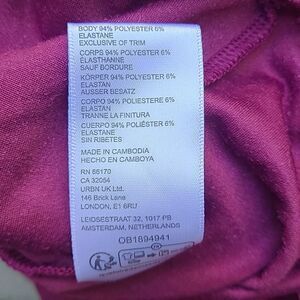 BODY 94% POLYESTER 6%
ELASTANE
EXCLUSIVE OF TRIM
CORPS 94% POLYESTER 6%
ÉLASTHANNE
SAUF BORDURE
KÖRPER 94% POLYESTER 6%
ELASTAN
AUSSER BESATZ
CORPO 94% POLIESTERE 6%
ELASTAN
TRANNE LA FINITURA
CUERPO 94% POLIÉSTER 6%
ELASTANE
SIN RIBETES
MADE IN CAMBODIA
HECHO EN CAMBOYA
RN 66170
CA 32054
URBN UK Ltd.
146 Brick Lane
LONDON, E1 6RU
LEIDSESTRAAT 32, 1017 PB
AMSTERDAM, NETHERLANDS
OB1894941